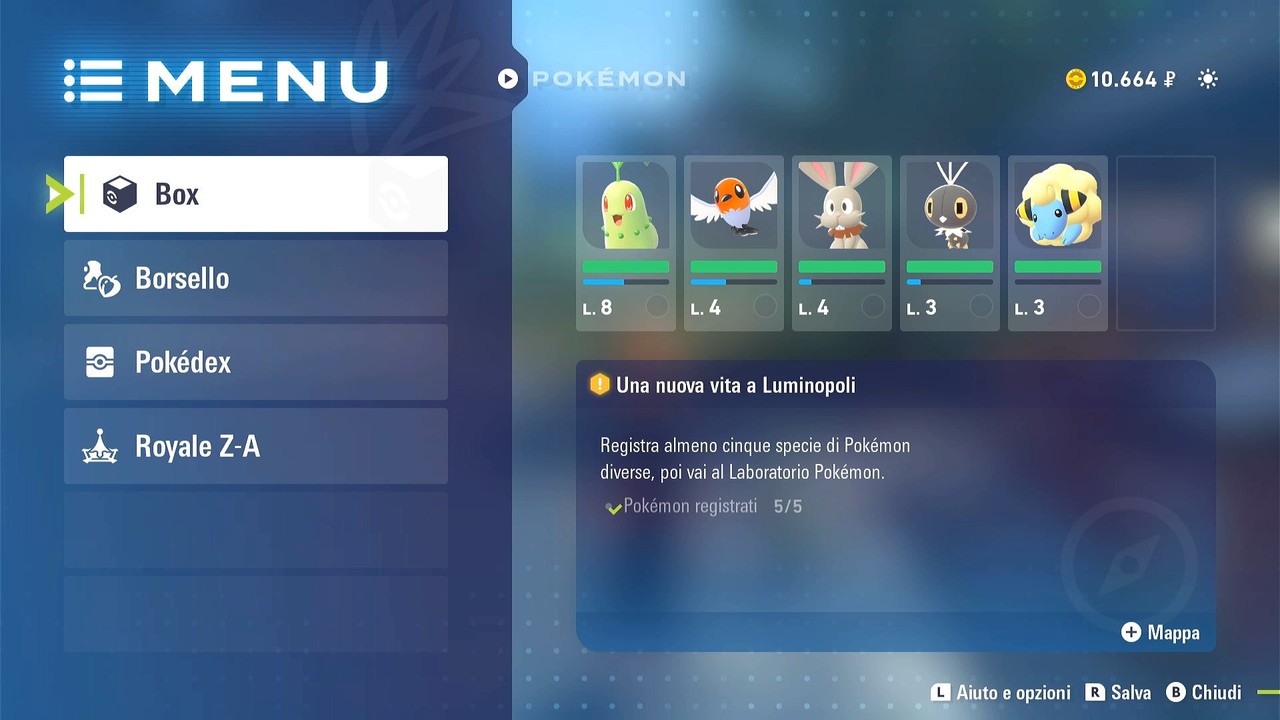 MENU
POKÉMON
10.664 ₽
Box
Borsello
Pokédex
Royale Z-A
L. 8
L. 4
L. 4
L. 3
L. 3
Una nuova vita a Luminopoli
Registra almeno cinque specie di Pokémon
diverse, poi vai al Laboratorio Pokémon.
Pokémon registrati 5/5
+ Mappa
L Aiuto e opzioni R Salva B Chiudi